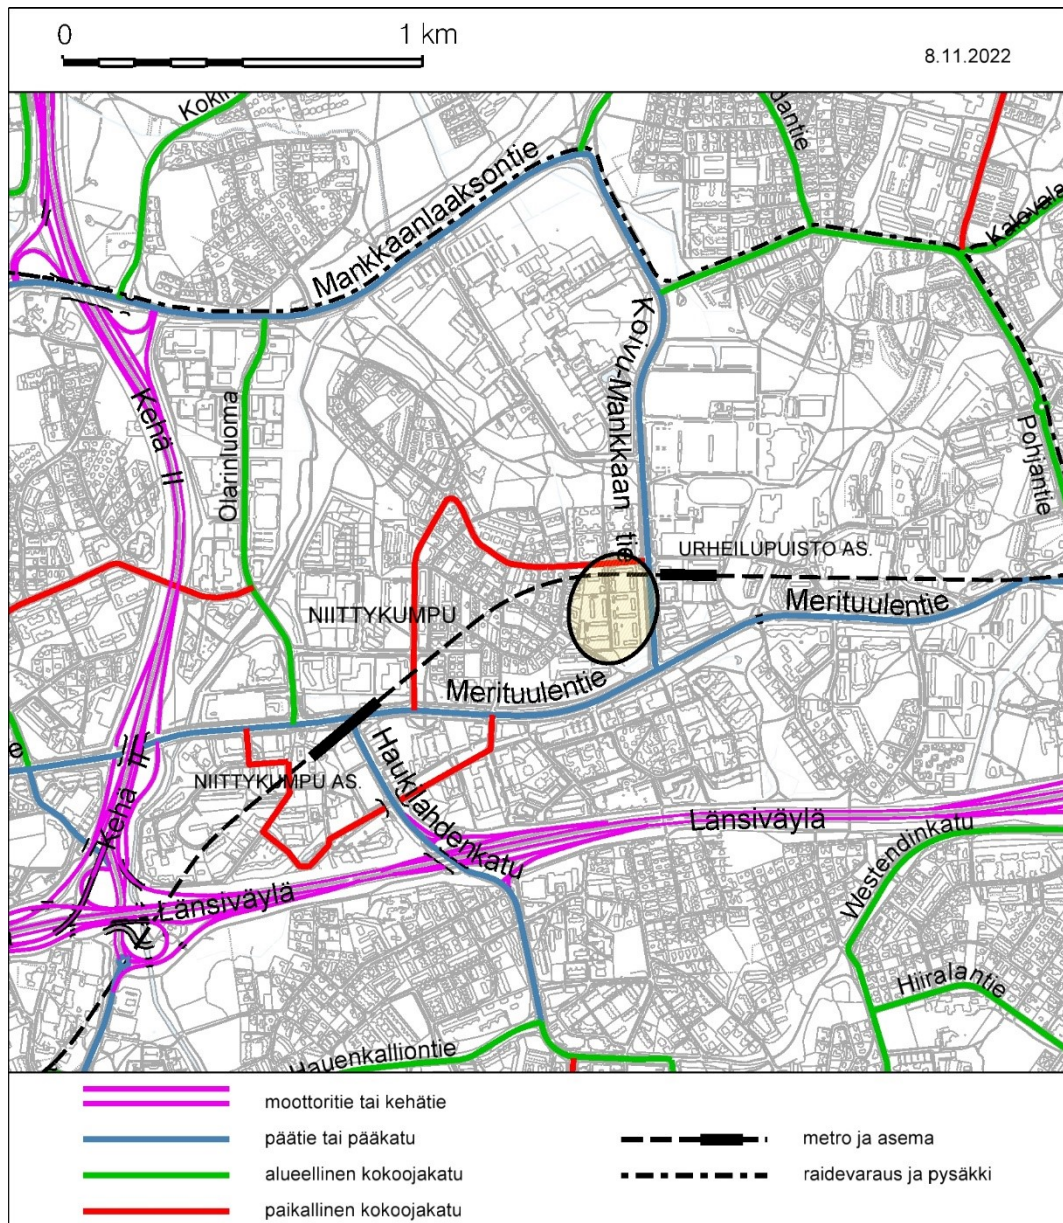 0 1 km
8.11.2022
Mankkaanlaaksontie
Kalevala
Koivu-Mankkaan tie
Kehä II
Olarinluoma
Pohjantie
URHEILUPUISTO AS.
NIITTYKUMPU
Merituulentie
Merituulentie
NIITTYKUMPU AS.
Haukilahdenkatu
Kehä II
Länsiväylä
Länsiväylä
Westendinkatu
Hiiralantie
Hauenkalliontie
moottoritie tai kehätie
päätie tai pääkatu
metro ja asema
alueellinen kokoojakatu
raidevaraus ja pysäkki
paikallinen kokoojakatu